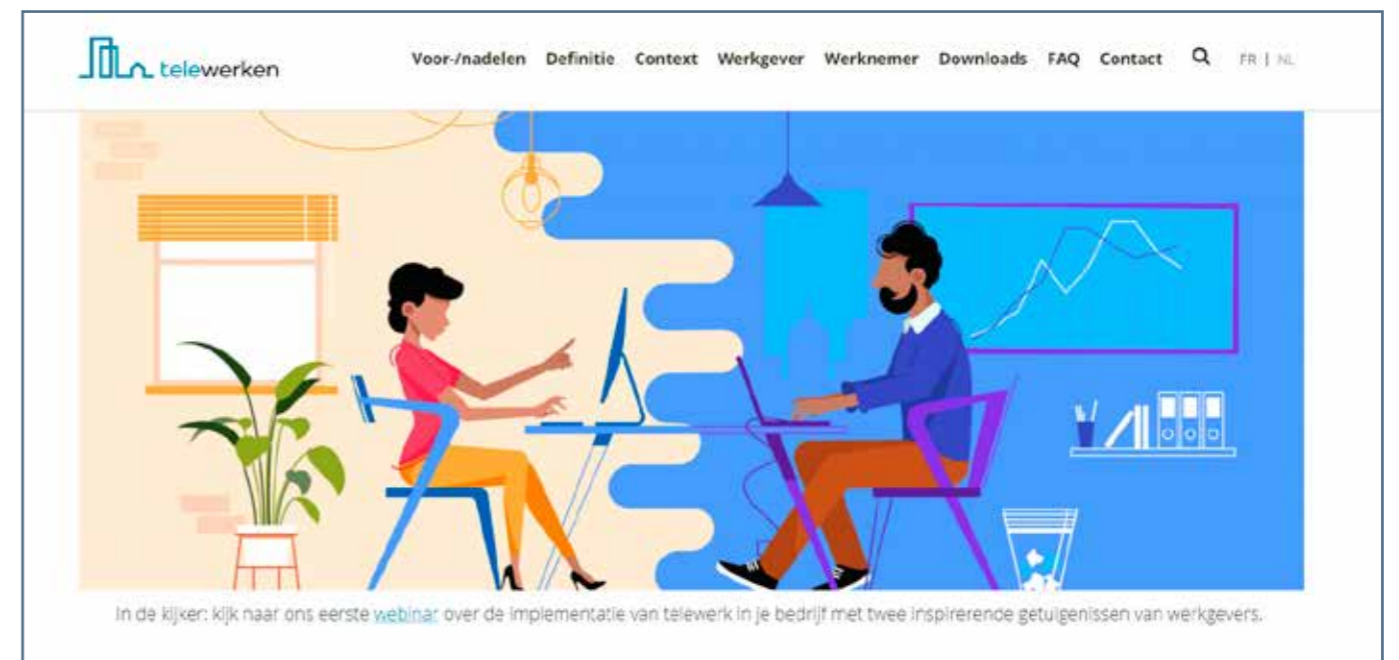 telewerken
Voor-/nadelen Definitie Context Werkgever Werknemer Downloads FAQ Contact FR | NL
In de kijker: kijk naar ons eerste webinar over de implementatie van telewerk in je bedrijf met twee inspirerende getuigenissen van werkgevers.